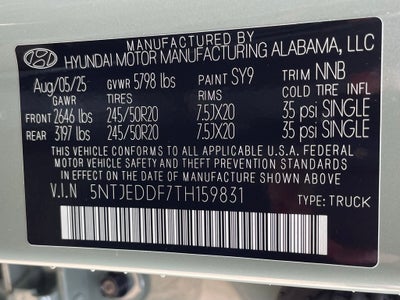 MANUFACTURED BY
HYUNDAI MOTOR MANUFACTURING ALABAMA, LLC
Aug/05/25 GVWR 5798 lbs PAINT SY9 TRIM NNB
GAWR TIRES RIMS COLD TIRE INFL
FRONT 2646 lbs 245/50R20 7.5JX20 35 psi SINGLE
REAR 3197 lbs 245/50R20 7.5JX20 35 psi SINGLE
THIS VEHICLE CONFORMS TO ALL APPLICABLE U.S.A. FEDERAL
MOTOR VEHICLE SAFETY AND THEFT PREVENTION STANDARDS
IN EFFECT ON THE DATE OF MANUFACTURE SHOWN ABOVE.
V.I.N 5NTJEDDF7TH159831 TYPE: TRUCK